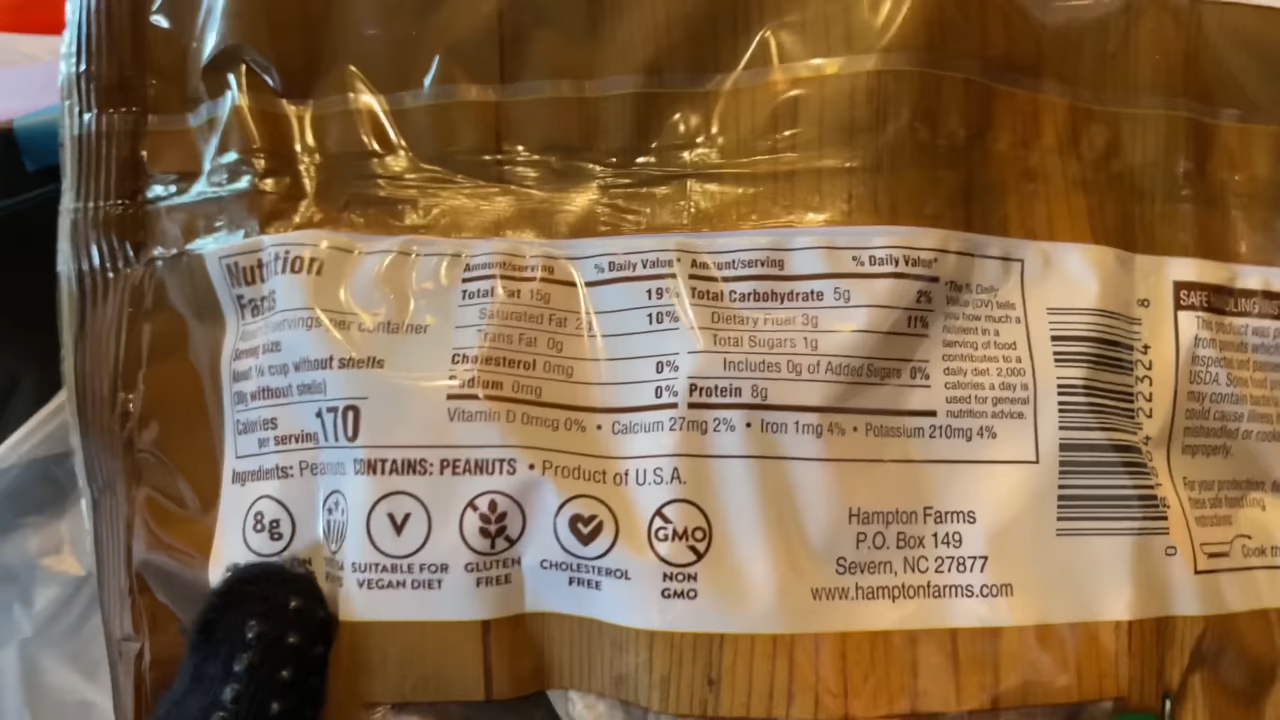 Nutrition
Facts
servings per container
Serving size
About ¼ cup without shells
(30g without shells)
Calories
per serving 170
Amount/serving % Daily Value*
Total Fat 15g 19%
Saturated Fat 2g 10%
Trans Fat 0g
Cholesterol 0mg 0%
Sodium 0mg 0%
Amount/serving % Daily Value*
Total Carbohydrate 5g 2%
Dietary Fiber 3g 11%
Total Sugars 1g
Includes 0g of Added Sugars 0%
Protein 8g
Vitamin D 0mcg 0% • Calcium 27mg 2% • Iron 1mg 4% • Potassium 210mg 4%
*The % Daily
Value (DV) tells
you how much a
nutrient in a
serving of food
contributes to a
daily diet. 2,000
calories a day is
used for general
nutrition advice.
Ingredients: Peanuts CONTAINS: PEANUTS • Product of U.S.A.
8g
V
SUITABLE FOR
VEGAN DIET
GLUTEN
FREE
CHOLESTEROL
FREE
GMO
NON
GMO
Hampton Farms
P.O. Box 149
Severn, NC 27877
www.hamptonfarms.com
22324 8
0
SAFE
This product was
from
inspected and
USDA. Some food
may contain
could cause illness
mishandled or
improperly.
For your protection,
these safe handling
instructions
Cook